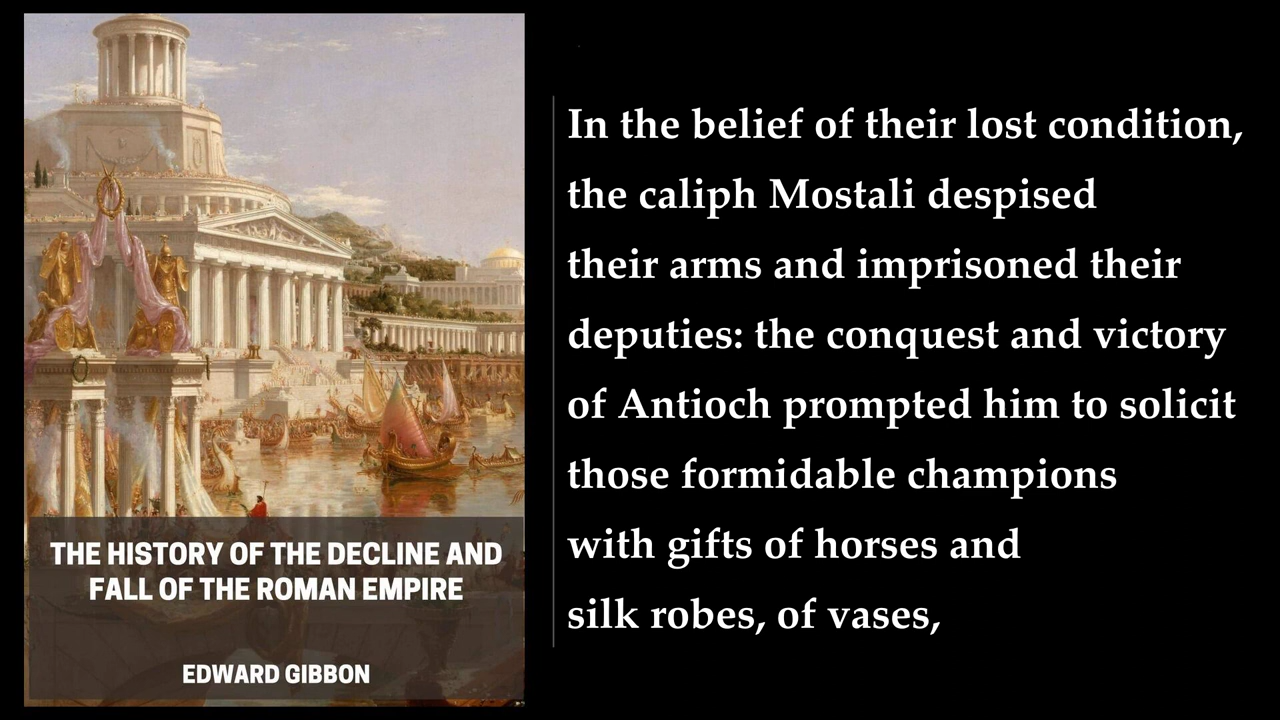 THE HISTORY OF THE DECLINE AND
FALL OF THE ROMAN EMPIRE
EDWARD GIBBON
In the belief of their lost condition,
the caliph Mostali despised
their arms and imprisoned their
deputies: the conquest and victory
of Antioch prompted him to solicit
those formidable champions
with gifts of horses and
silk robes, of vases,